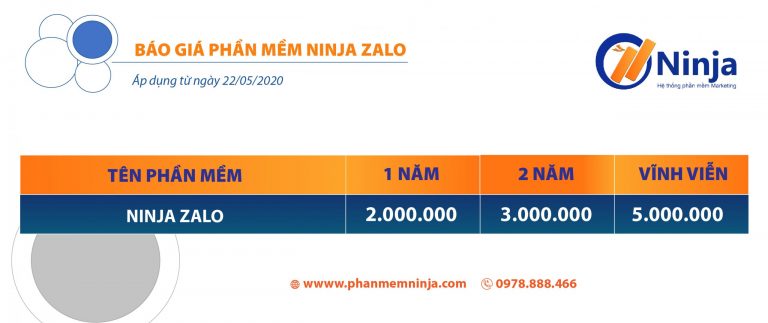 BÁO GIÁ PHẦN MỀM NINJA ZALO
Áp dụng từ ngày 22/05/2020
Ninja
Hệ thống phần mềm Marketing
TÊN PHẦN MỀM 1 NĂM 2 NĂM VĨNH VIỄN
NINJA ZALO 2.000.000 3.000.000 5.000.000
www.phanmemninja.com 0978.888.466